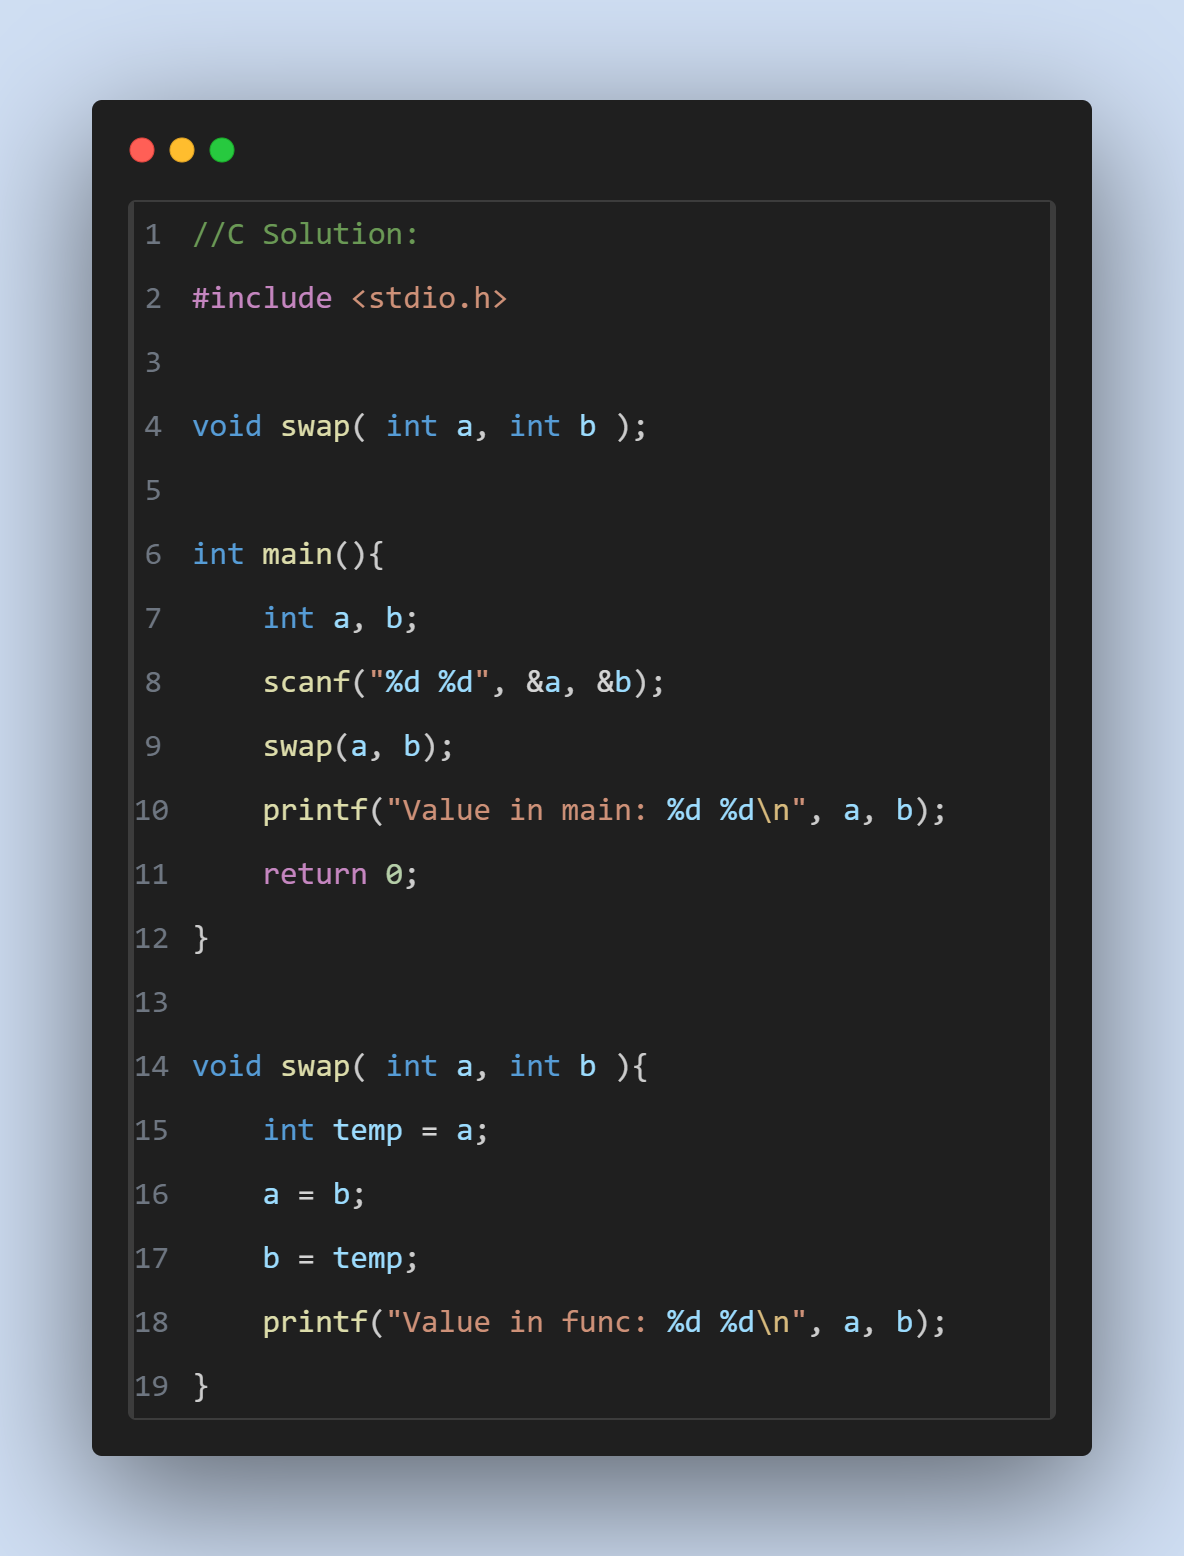 1 //C Solution:
2 #include <stdio.h>
3
4 void swap( int a, int b );
5
6 int main(){
7     int a, b;
8     scanf("%d %d", &a, &b);
9     swap(a, b);
10     printf("Value in main: %d %d\n", a, b);
11     return 0;
12 }
13
14 void swap( int a, int b ){
15     int temp = a;
16     a = b;
17     b = temp;
18     printf("Value in func: %d %d\n", a, b);
19 }